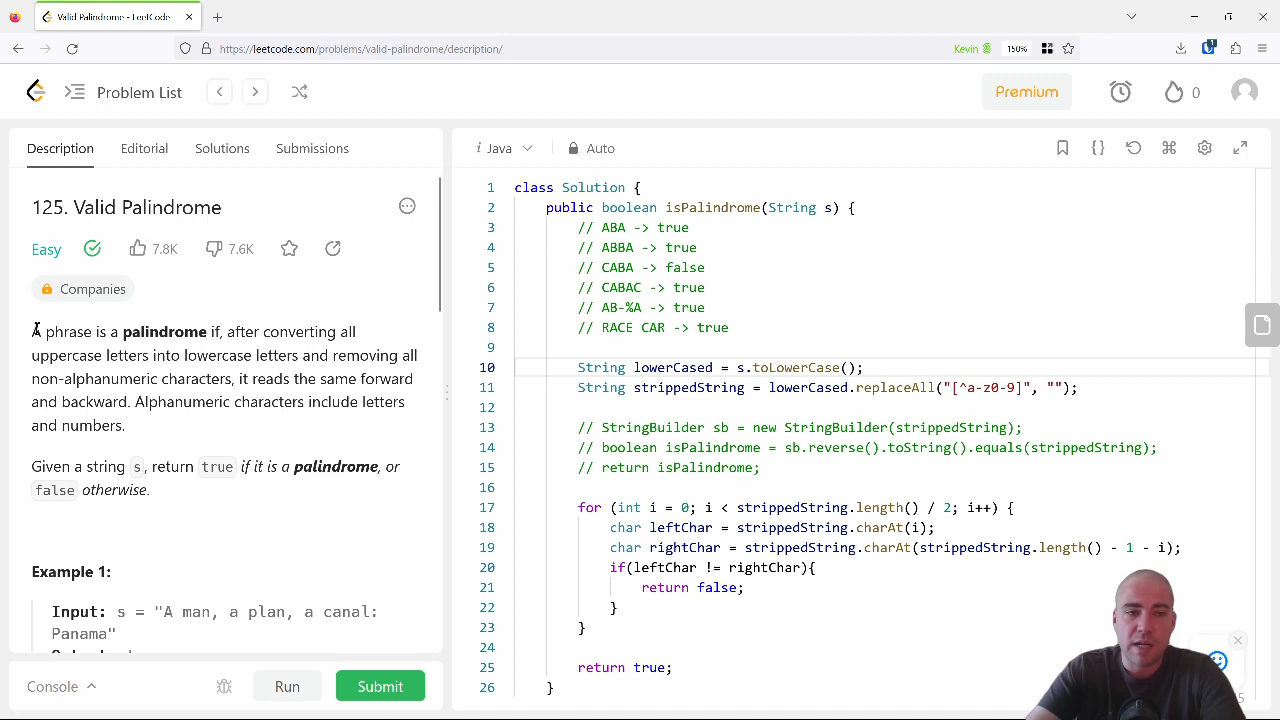 Valid Palindrome - LeetCode
https://leetcode.com/problems/valid-palindrome/description/
Kevin
150%
1
Problem List
Premium
0
Description Editorial Solutions Submissions
125. Valid Palindrome
Easy 7.8K 7.6K
Companies
A phrase is a palindrome if, after converting all
uppercase letters into lowercase letters and removing all
non-alphanumeric characters, it reads the same forward
and backward. Alphanumeric characters include letters
and numbers.
Given a string s, return true if it is a palindrome, or
false otherwise.
Example 1:
Input: s = "A man, a plan, a canal:
Panama"
Console
Run
Submit
i Java
Auto
1 class Solution {
2 public boolean isPalindrome(String s) {
3 // ABA -> true
4 // ABBA -> true
5 // CABA -> false
6 // CABAC -> true
7 // AB-%A -> true
8 // RACE CAR -> true
9
10 String lowerCased = s.toLowerCase();
11 String strippedString = lowerCased.replaceAll("[^a-z0-9]", "");
12
13 // StringBuilder sb = new StringBuilder(strippedString);
14 // boolean isPalindrome = sb.reverse().toString().equals(strippedString);
15 // return isPalindrome;
16
17 for (int i = 0; i < strippedString.length() / 2; i++) {
18 char leftChar = strippedString.charAt(i);
19 char rightChar = strippedString.charAt(strippedString.length() - 1 - i);
20 if(leftChar != rightChar){
21 return false;
22 }
23 }
24
25 return true;
26 }